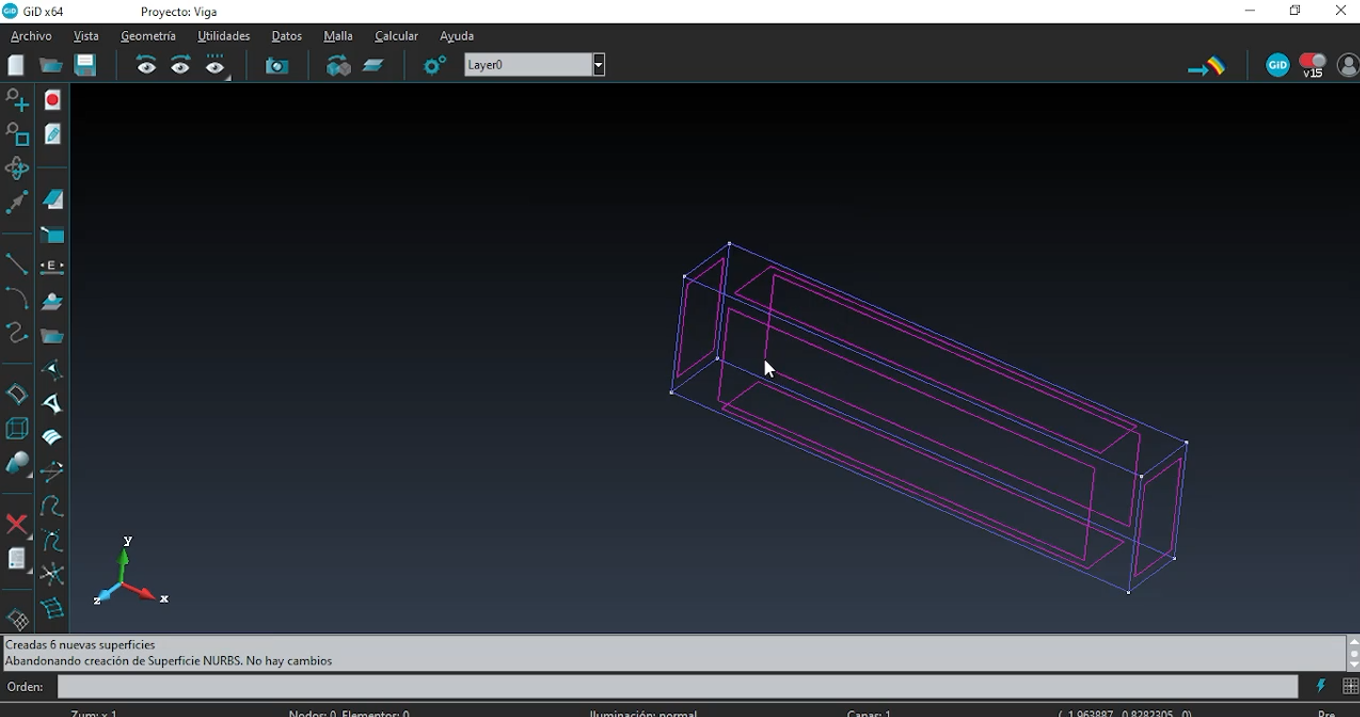 GiD GiD x64 Proyecto: Viga
Archivo Vista Geometría Utilidades Datos Malla Calcular Ayuda
Layer0
GiD v15
E
y
z x
Creadas 6 nuevas superficies
Abandonando creación de Superficie NURBS. No hay cambios
Orden:
Zum: x 1 Nodos: 0, Elementos: 0 Iluminación: normal Capas: 1 (-1.963887, 0.8282305, 0) Pre